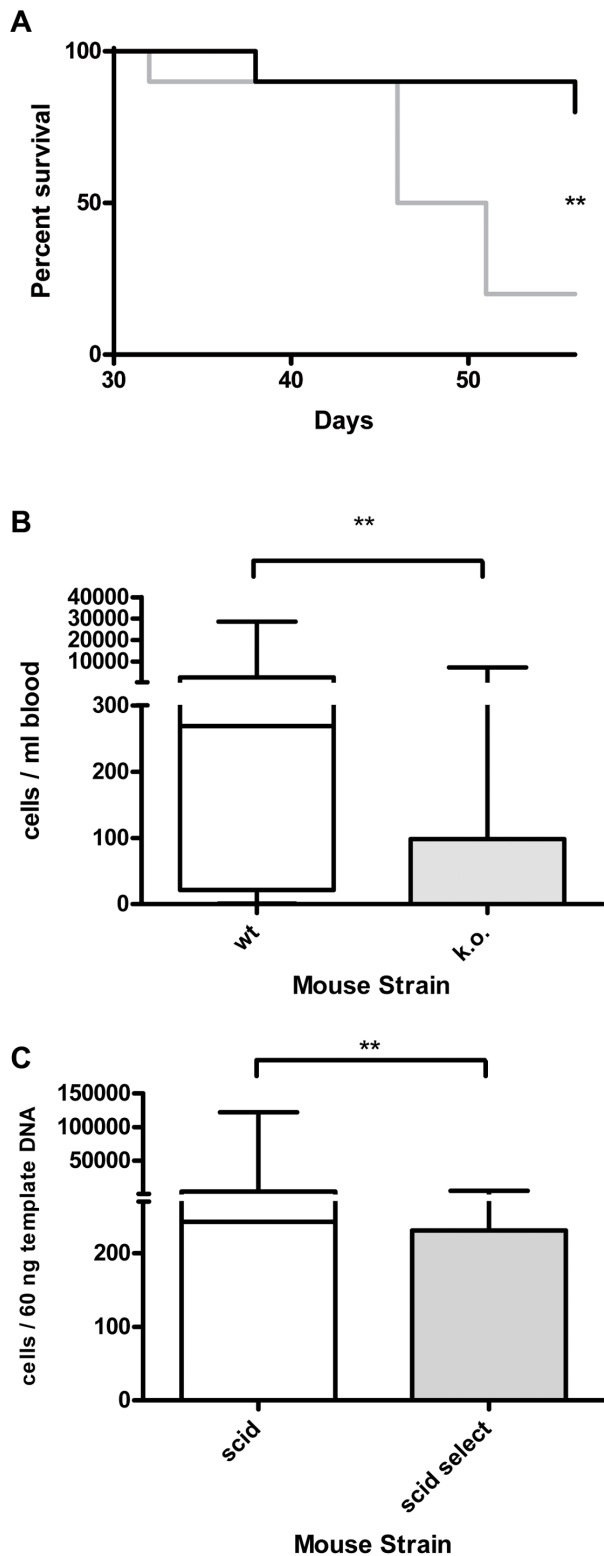 A
Percent survival
100
50
0
**
30 40 50
Days
B
**
cells / ml blood
40000
30000
20000
10000
300
200
100
0
wt k.o.
Mouse Strain
C
**
cells / 60 ng template DNA
150000
100000
50000
200
100
0
scid scid select
Mouse Strain